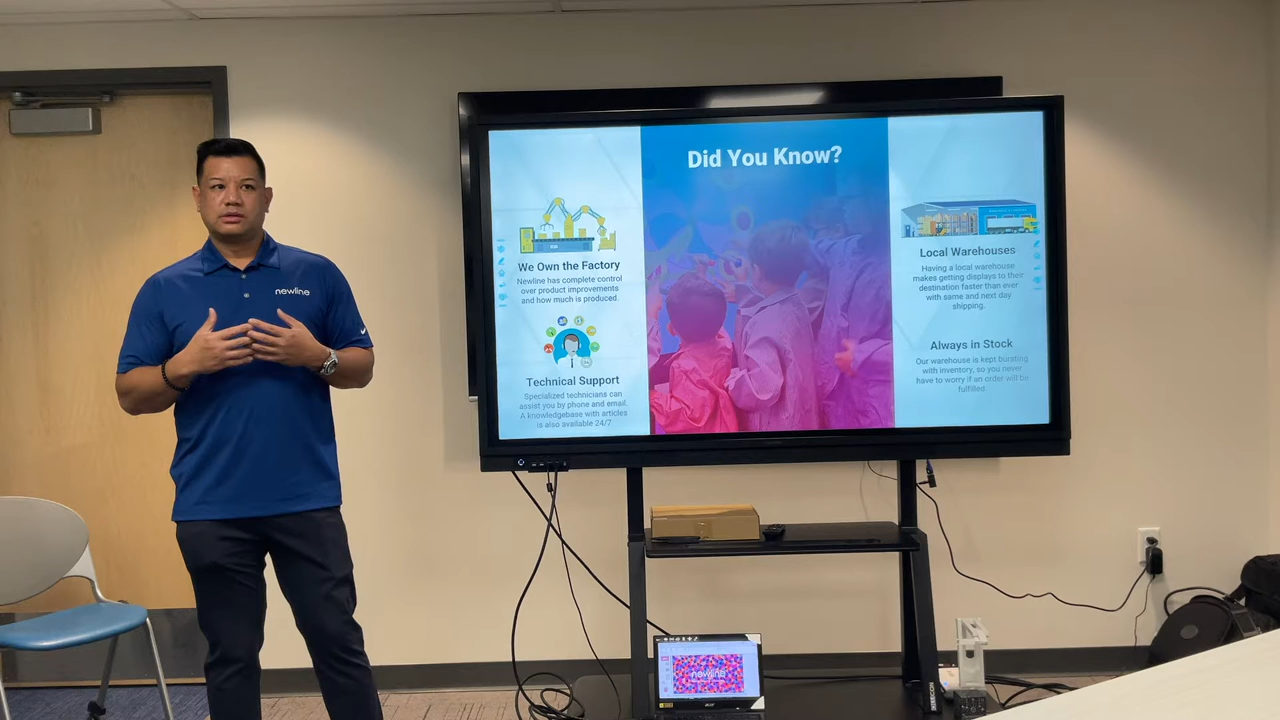 newline
Did You Know?
We Own the Factory
Newline has complete control
over product improvements
and how much is produced.
Technical Support
Specialized technicians can
assist you by phone and email.
A knowledgebase with articles
is also available 24/7
Local Warehouses
Having a local warehouse
makes getting displays to their
destination faster than ever
with same and next day
shipping.
Always in Stock
Our warehouse is kept bursting
with inventory, so you never
have to worry if an order will be
fulfilled.
newline
acer